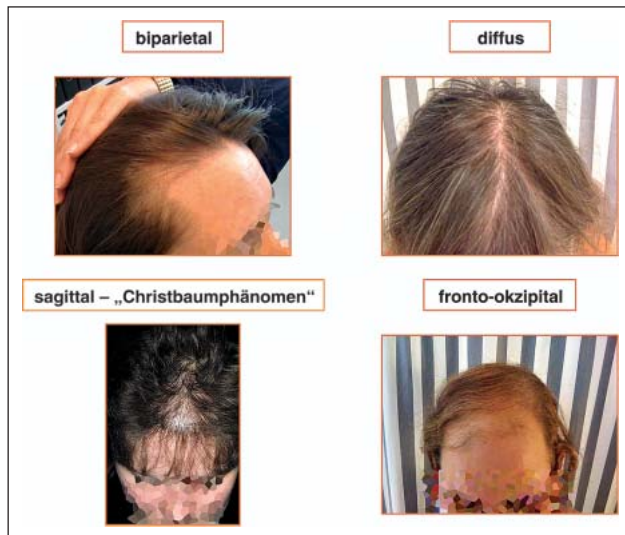 biparietal
diffus
sagittal – „Christbaumphänomen“
fronto-okzipital